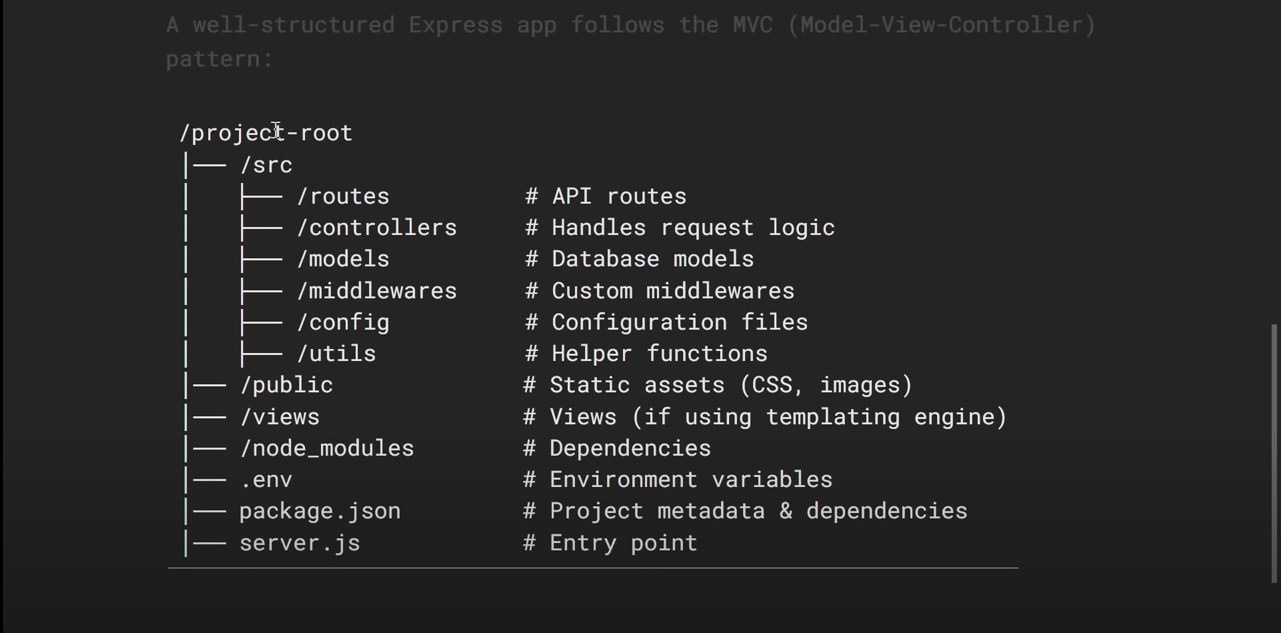 A well-structured Express app follows the MVC (Model-View-Controller)
pattern:
/project-root
│── /src
│   ├── /routes          # API routes
│   ├── /controllers     # Handles request logic
│   ├── /models          # Database models
│   ├── /middlewares     # Custom middlewares
│   ├── /config          # Configuration files
│   ├── /utils           # Helper functions
│── /public              # Static assets (CSS, images)
│── /views               # Views (if using templating engine)
│── /node_modules        # Dependencies
│── .env                 # Environment variables
│── package.json         # Project metadata & dependencies
│── server.js            # Entry point